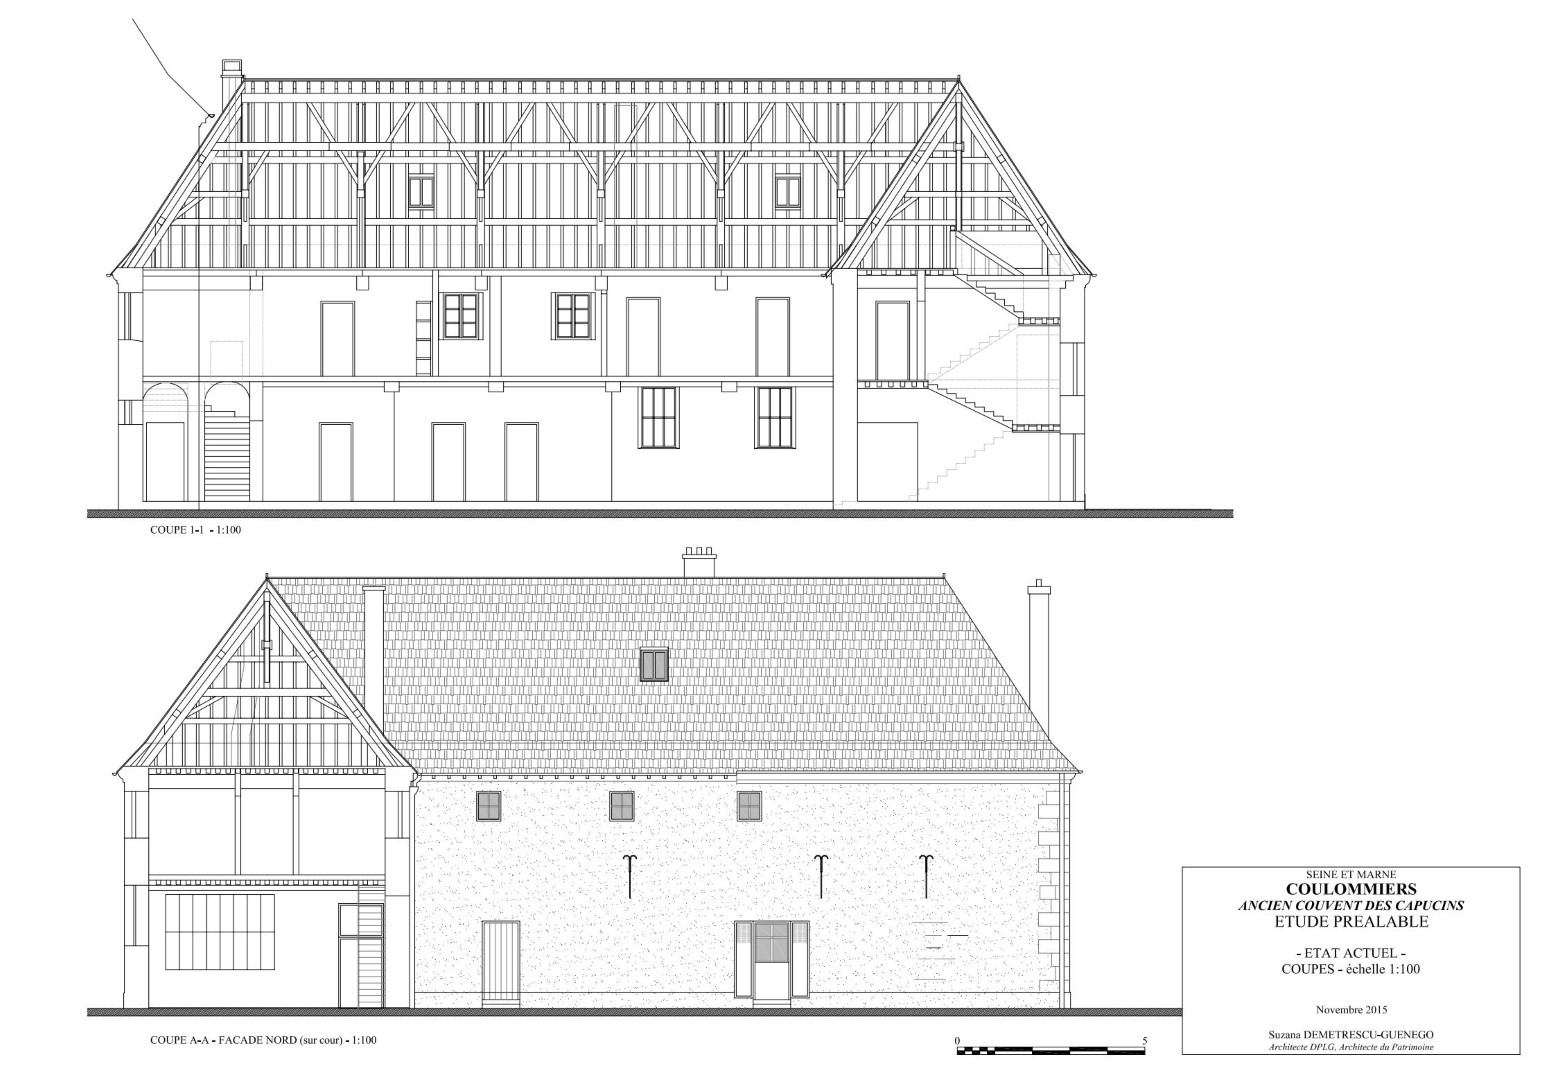 COUPE 1-1 - 1:100
COUPE A-A - FACADE NORD (sur cour) - 1:100
0 5
SEINE ET MARNE
COULOMMIERS
ANCIEN COUVENT DES CAPUCINS
ETUDE PREALABLE
- ETAT ACTUEL -
COUPES - échelle 1:100
Novembre 2015
Suzana DEMETRESCU-GUENEGO
Architecte DPLG, Architecte du Patrimoine